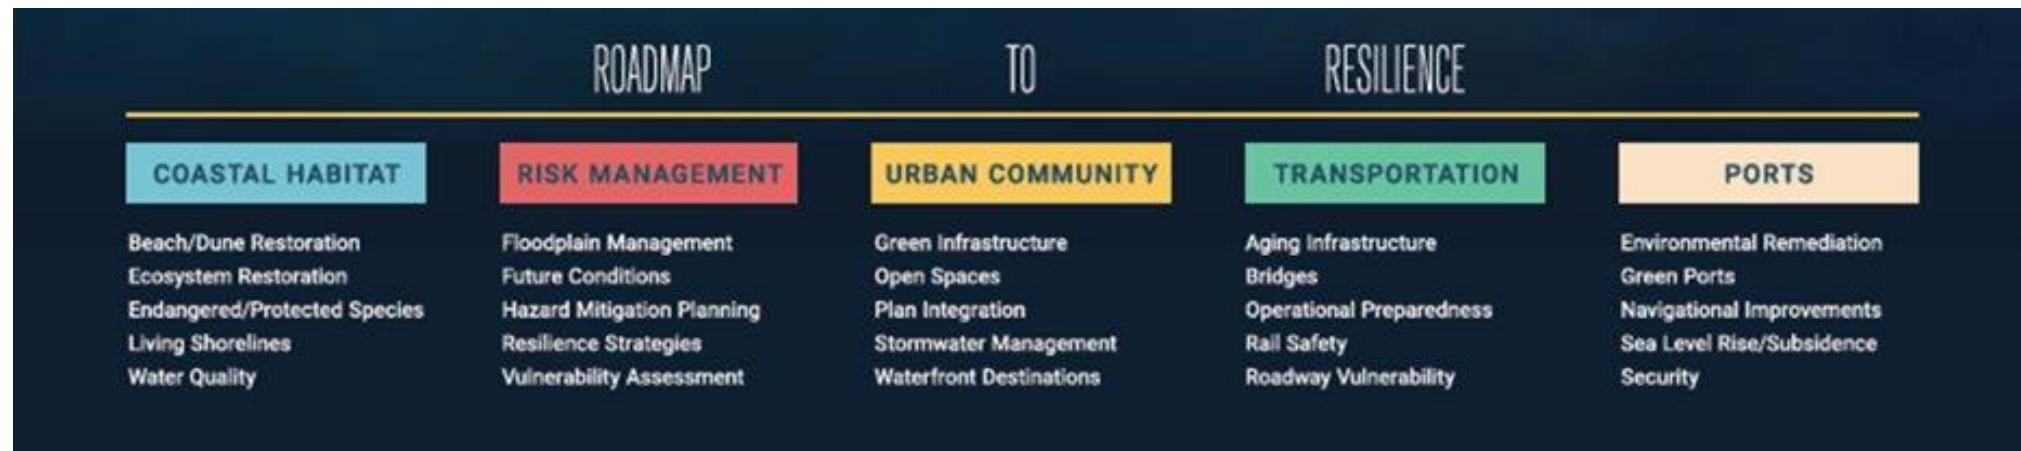 ROADMAP TO RESILIENCE
COASTAL HABITAT
Beach/Dune Restoration
Ecosystem Restoration
Endangered/Protected Species
Living Shorelines
Water Quality
RISK MANAGEMENT
Floodplain Management
Future Conditions
Hazard Mitigation Planning
Resilience Strategies
Vulnerability Assessment
URBAN COMMUNITY
Green Infrastructure
Open Spaces
Plan Integration
Stormwater Management
Waterfront Destinations
TRANSPORTATION
Aging Infrastructure
Bridges
Operational Preparedness
Rail Safety
Roadway Vulnerability
PORTS
Environmental Remediation
Green Ports
Navigational Improvements
Sea Level Rise/Subsidence
Security